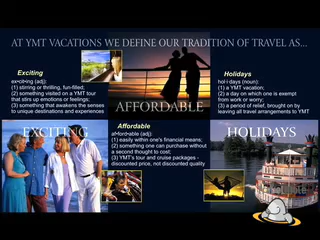 AT YMT VACATIONS WE DEFINE OUR TRADITION OF TRAVEL AS...
Exciting
ex•cit•ing (adj):
(1) stirring or thrilling, fun-filled;
(2) something visited on a YMT tour
that stirs up emotions or feelings;
(3) something that awakens the senses
to unique destinations and experiences
Holidays
hol·i·days (noun):
(1) a YMT vacation;
(2) a day on which one is exempt
from work or worry;
(3) a period of relief, brought on by
leaving all travel arrangements to YMT
AFFORDABLE
EXCITING
Affordable
af•ford•able (adj):
(1) easily within one's financial means;
(2) something one can purchase without
a second thought to cost;
(3) YMT's tour and cruise packages -
discounted price, not discounted quality
HOLIDAYS